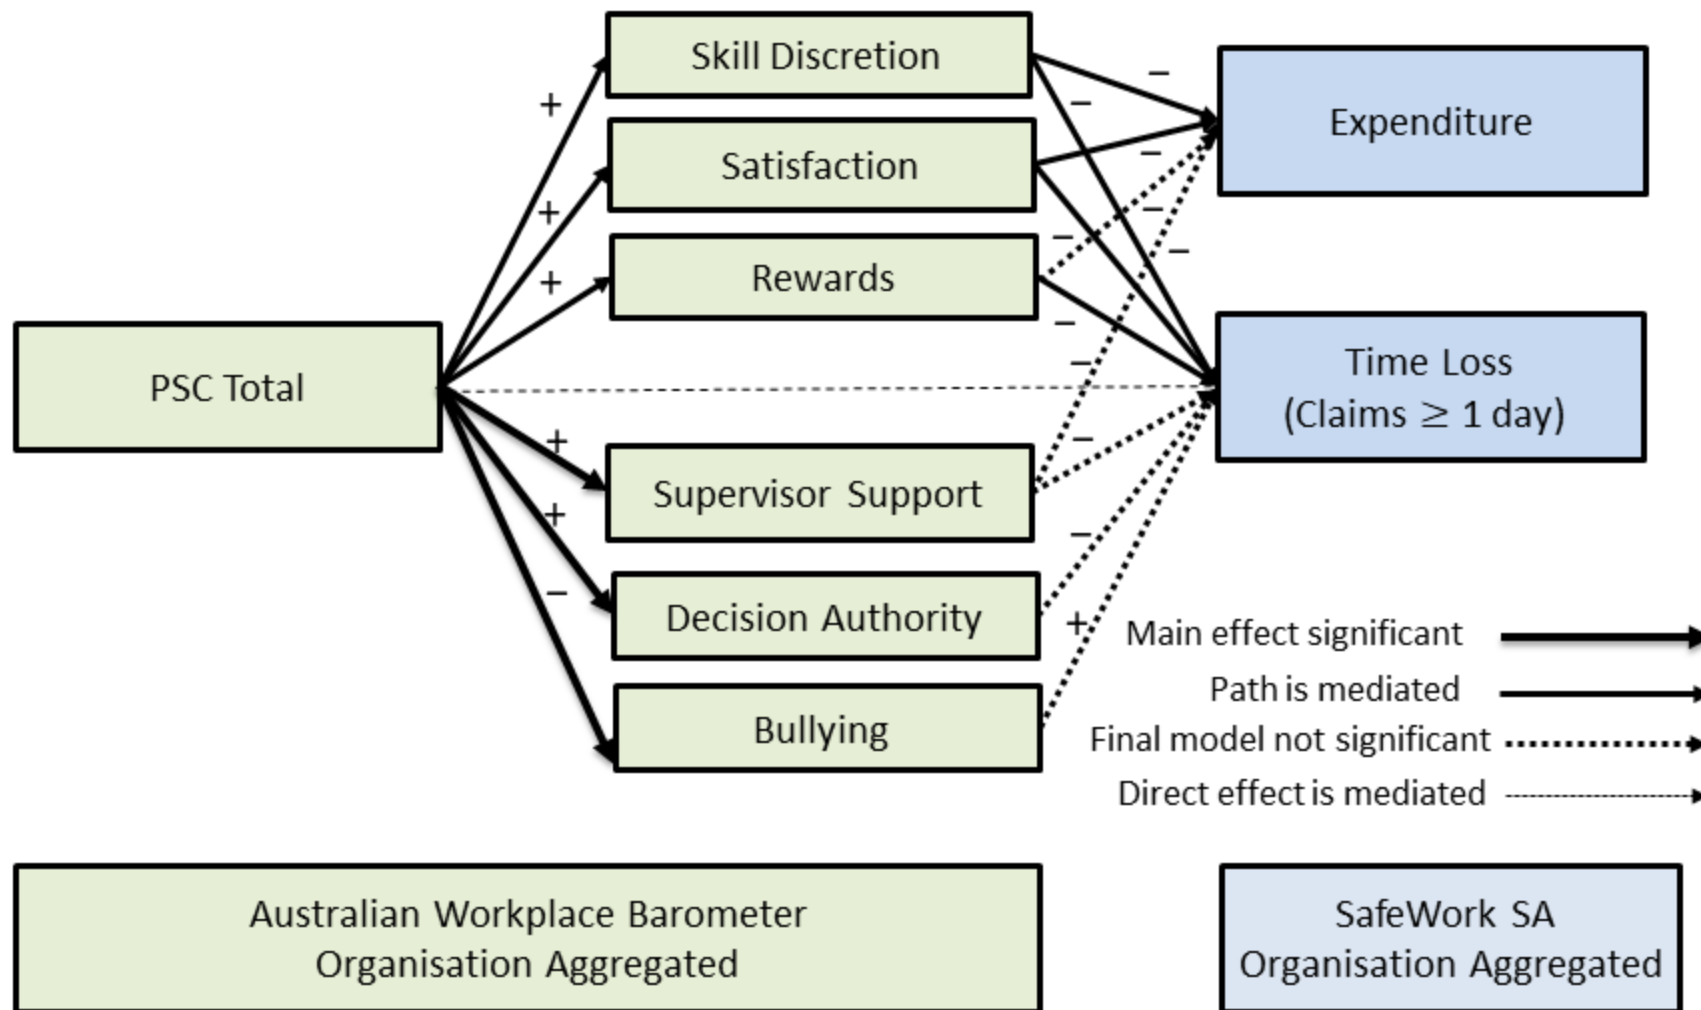 Skill Discretion
Satisfaction
Rewards
PSC Total
Supervisor Support
Decision Authority
Bullying
Expenditure
Time Loss
(Claims ≥ 1 day)
+
+
+
+
+
−
−
−
−
−
−
−
−
−
−
−
+
Main effect significant
Path is mediated
Final model not significant
Direct effect is mediated
Australian Workplace Barometer
Organisation Aggregated
SafeWork SA
Organisation Aggregated